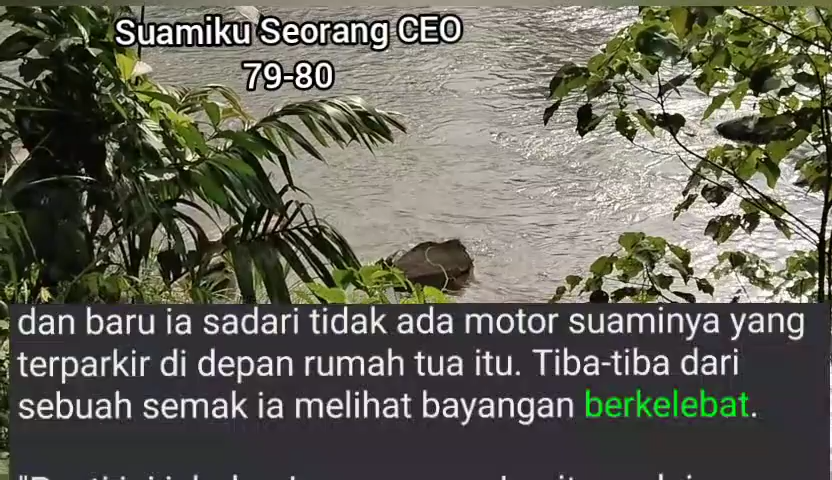 Suamiku Seorang CEO
79-80
dan baru ia sadari tidak ada motor suaminya yang
terparkir di depan rumah tua itu. Tiba-tiba dari
sebuah semak ia melihat bayangan berkelebat.